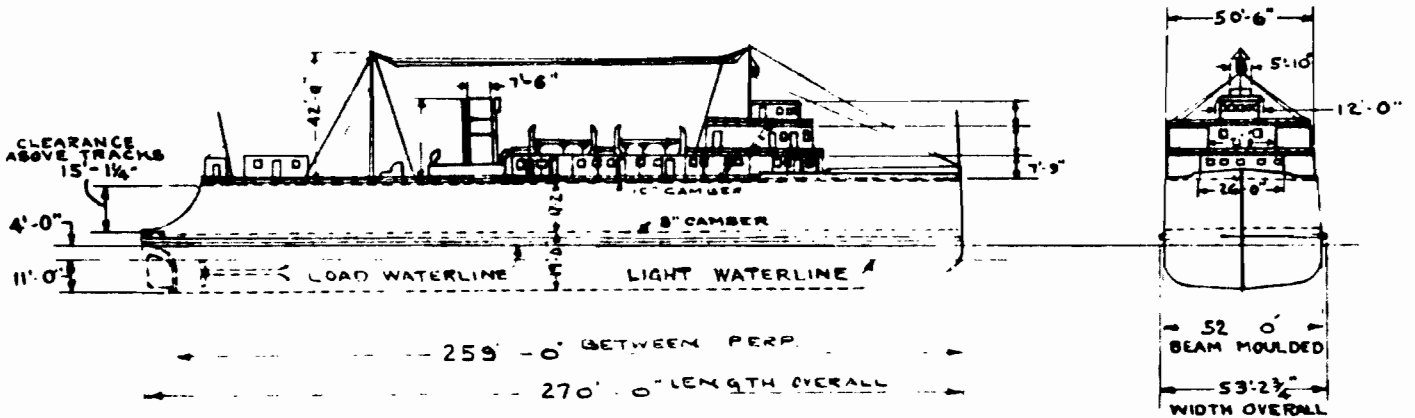 50'-6"
5'-10"
12'-0"
7'-6"
42'-0"
CLEARANCE
ABOVE TRACKS
15'-1¼"
7'-9"
26'-0"
CAMBER
8" CAMBER
4'-0"
11'-0"
LOAD WATERLINE
LIGHT WATERLINE
52 0'
BEAM MOULDED
259' - 0" BETWEEN PERP.
270' - 0" LENGTH OVERALL
53'-2¾"
WIDTH OVERALL